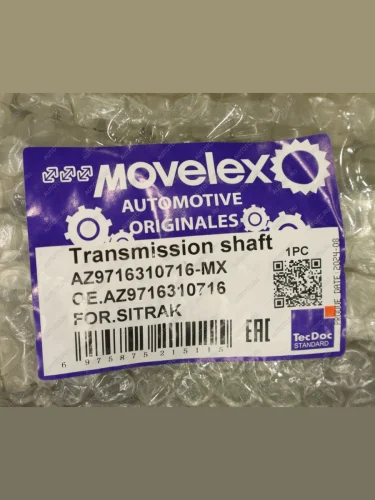 MOVELEX
AUTOMOTIVE
ORIGINALES
Transmission shaft
1PC
AZ9716310716-MX
OE.AZ9716310716
FOR.SITRAK
EAC
TecDoc
STANDARD